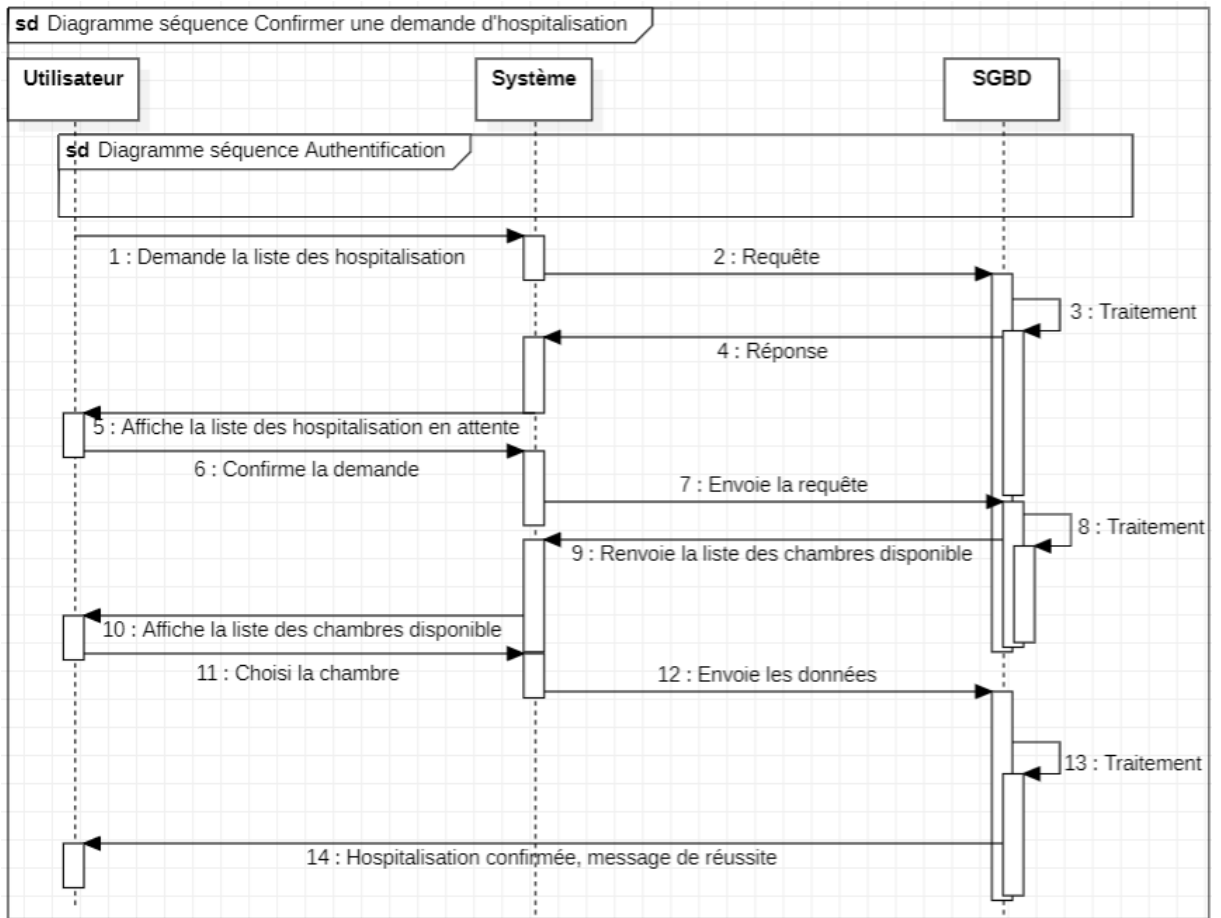 sd Diagramme séquence Confirmer une demande d'hospitalisation
Utilisateur
Système
SGBD
sd Diagramme séquence Authentification
1 : Demande la liste des hospitalisation
2 : Requête
3 : Traitement
4 : Réponse
5 : Affiche la liste des hospitalisation en attente
6 : Confirme la demande
7 : Envoie la requête
8 : Traitement
9 : Renvoie la liste des chambres disponible
10 : Affiche la liste des chambres disponible
11 : Choisi la chambre
12 : Envoie les données
13 : Traitement
14 : Hospitalisation confirmée, message de réussite